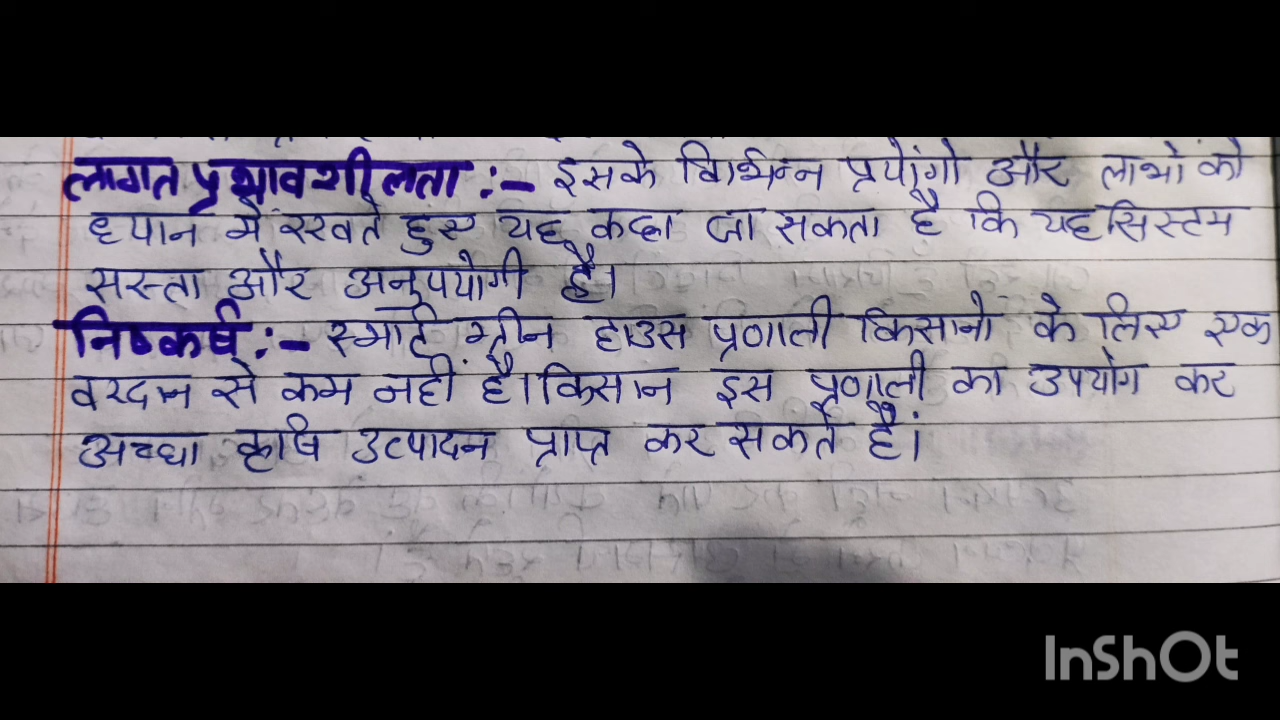 लागत प्रभावशीलता :- इसके विभिन्न प्रयोंगो और लाभों को
ध्यान में रखते हुए यह कहा जा सकता है कि यह सिस्टम
सस्ता और अनुपयोगी है।
निष्कर्ष :- स्मार्ट ग्रीन हाउस प्रणाली किसानो के लिए एक
वरदान से कम नहीं है। किसान इस प्रणाली का उपयोग कर
अच्छा कृषि उत्पादन प्राप्त कर सकते हैं।
InShOt